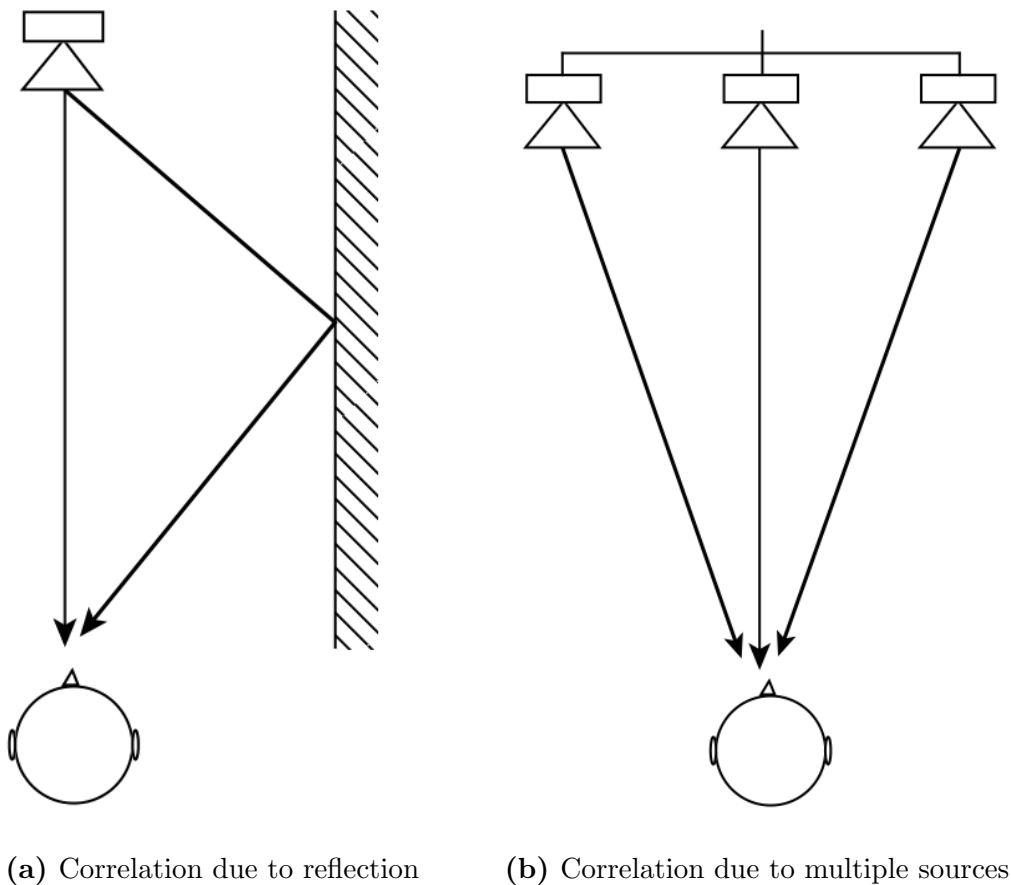 (a) Correlation due to reflection
(b) Correlation due to multiple sources